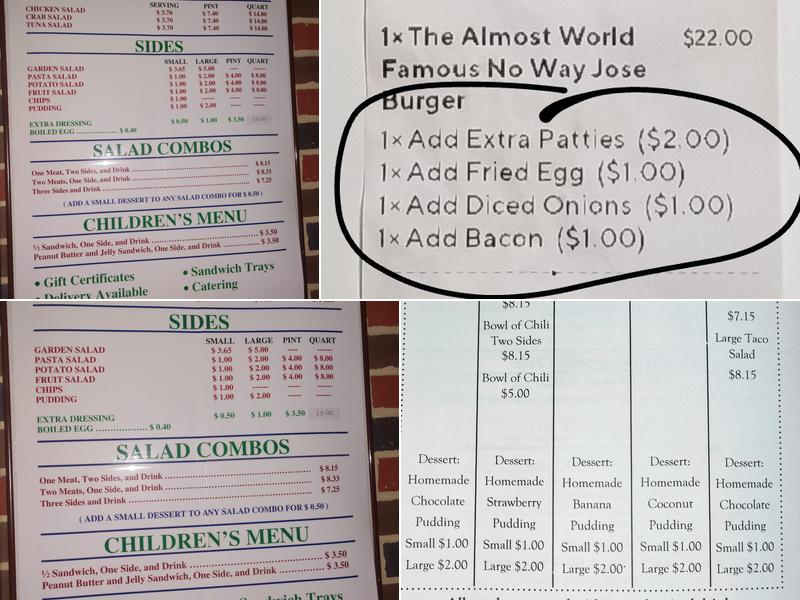 SERVING PINT QUART
CHICKEN SALAD $ 3.70 $ 7.40 $ 14.80
CRAB SALAD $ 3.70 $ 7.40 $ 14.80
TUNA SALAD $ 3.70 $ 7.40 $ 14.80
SIDES
SMALL LARGE PINT QUART
GARDEN SALAD $ 3.65 $ 5.00 ---- ----
PASTA SALAD $ 1.00 $ 2.00 $ 4.00 $ 8.00
POTATO SALAD $ 1.00 $ 2.00 $ 4.00 $ 8.00
FRUIT SALAD $ 1.00 $ 2.00 $ 4.00 $ 8.00
CHIPS $ 1.00 ------ ----- -----
PUDDING $ 1.00 $ 2.00
EXTRA DRESSING $ 0.50 $ 1.00 $ 3.50
BOILED EGG .................. $ 0.40
SALAD COMBOS
One Meat, Two Sides, and Drink ........ $ 8.15
Two Meats, One Side, and Drink ........ $ 8.33
Three Sides and Drink ........ $ 7.25
( ADD A SMALL DESSERT TO ANY SALAD COMBO FOR $ 0.50 )
CHILDREN'S MENU
½ Sandwich, One Side, and Drink ........ $ 3.50
Peanut Butter and Jelly Sandwich, One Side, and Drink ........ $ 3.50
• Gift Certificates • Sandwich Trays
• Delivery Available • Catering
1x The Almost World $22.00
Famous No Way Jose
Burger
1x Add Extra Patties ($2.00)
1x Add Fried Egg ($1.00)
1x Add Diced Onions ($1.00)
1x Add Bacon ($1.00)
SIDES
SMALL LARGE PINT QUART
GARDEN SALAD $ 3.65 $ 5.00 ---- ----
PASTA SALAD $ 1.00 $ 2.00 $ 4.00 $ 8.00
POTATO SALAD $ 1.00 $ 2.00 $ 4.00 $ 8.00
FRUIT SALAD $ 1.00 $ 2.00 $ 4.00 $ 8.00
CHIPS $ 1.00 ------ ----- -----
PUDDING $ 1.00 $ 2.00
EXTRA DRESSING $ 0.50 $ 1.00 $ 3.50
BOILED EGG .................. $ 0.40
SALAD COMBOS
One Meat, Two Sides, and Drink ........ $ 8.15
Two Meats, One Side, and Drink ........ $ 8.33
Three Sides and Drink ........ $ 7.25
( ADD A SMALL DESSERT TO ANY SALAD COMBO FOR $ 0.50 )
CHILDREN'S MENU
½ Sandwich, One Side, and Drink ........ $ 3.50
Peanut Butter and Jelly Sandwich, One Side, and Drink ........ $ 3.50
Sandwich Trays
$8.15
Bowl of Chili
Two Sides
$8.15
Bowl of Chili
$5.00
$7.15
Large Taco
Salad
$8.15
Dessert: Dessert: Dessert: Dessert: Dessert:
Homemade Homemade Homemade Homemade Homemade
Chocolate Strawberry Banana Coconut Chocolate
Pudding Pudding Pudding Pudding Pudding
Small $1.00 Small $1.00 Small $1.00 Small $1.00 Small $1.00
Large $2.00 Large $2.00 Large $2.00 Large $2.00 Large $2.00